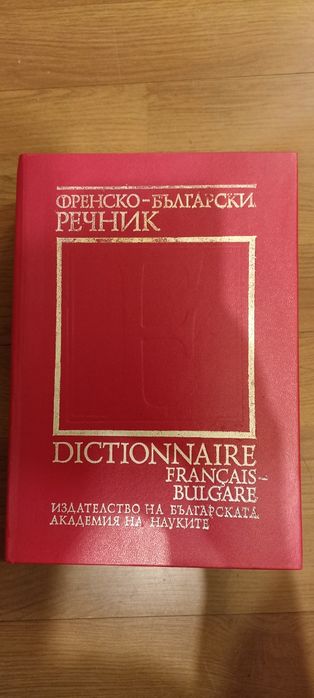 ФРЕНСКО-БЪЛГАРСКИ
РЕЧНИК
DICTIONNAIRE
FRANÇAIS-
BULGARE
ИЗДАТЕЛСТВО НА БЪЛГАРСКАТА
АКАДЕМИЯ НА НАУКИТЕ